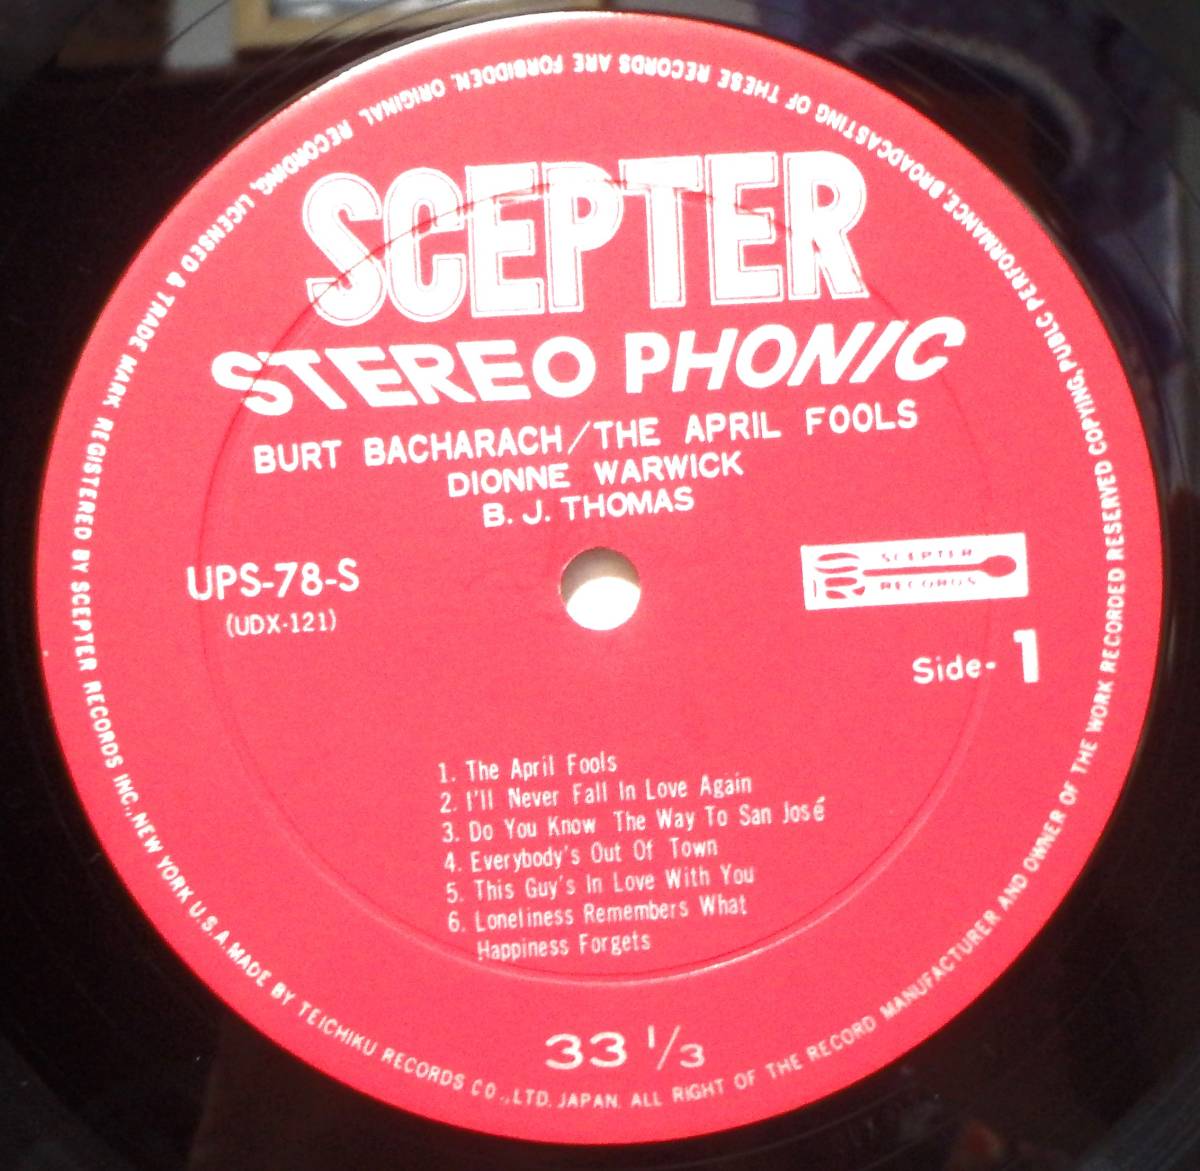 SCEPTER
STEREO PHONIC
BURT BACHARACH/THE APRIL FOOLS
DIONNE WARWICK
B. J. THOMAS
UPS-78-S
(UDX-121)
SR SCEPTER
RECORDS
Side- 1
1. The April Fools
2. I'll Never Fall In Love Again
3. Do You Know The Way To San José
4. Everybody's Out Of Town
5. This Guy's In Love With You
6. Loneliness Remembers What
Happiness Forgets
33 1/3
ORIGINAL RECORDING, LICENSED & TRADE MARK REGISTERED BY SCEPTER RECORDS INC., NEW YORK U.S.A. MADE BY TEICHIKU RECORDS CO., LTD. JAPAN. ALL RIGHT OF THE RECORD MANUFACTURER AND OWNER OF THE WORK RECORDED RESERVED COPYING, PUBLC PERFORMANCE, BROADCASTING OF THESE RECORDS ARE FORBIDDEN.